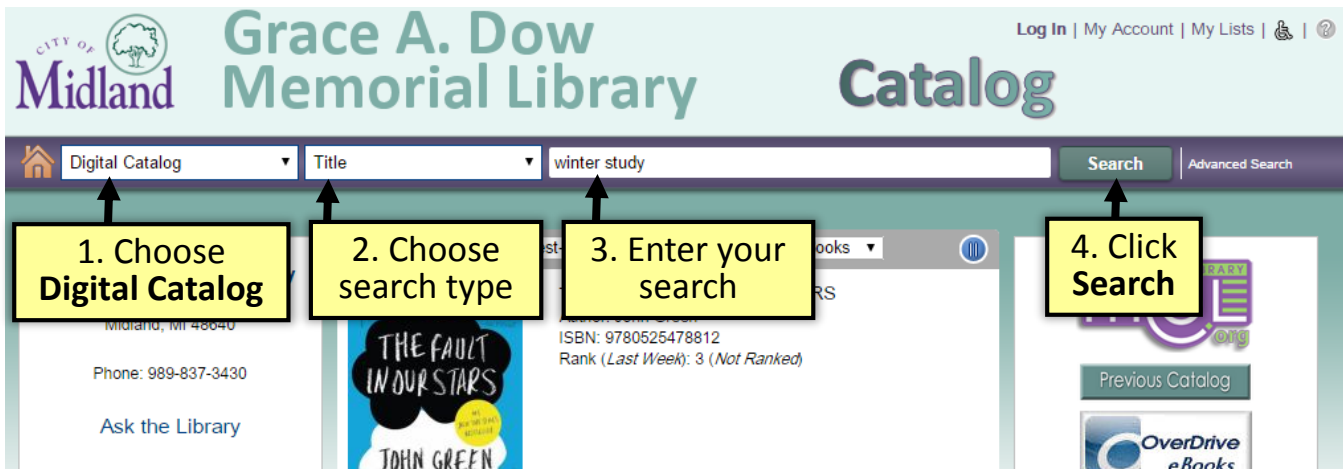 CITY OF
Midland
Grace A. Dow
Memorial Library
Catalog
Log In | My Account | My Lists | | ?
Digital Catalog
Title
winter study
Search
Advanced Search
1. Choose
Digital Catalog
2. Choose
search type
3. Enter your
search
4. Click
Search
Midland, MI 48640
Phone: 989-837-3430
Ask the Library
ooks
RS
ISBN: 9780525478812
Rank (Last Week): 3 (Not Ranked)
THE FAULT
IN OUR STARS
JOHN GREEN
.org
Previous Catalog
OverDrive
eBooks